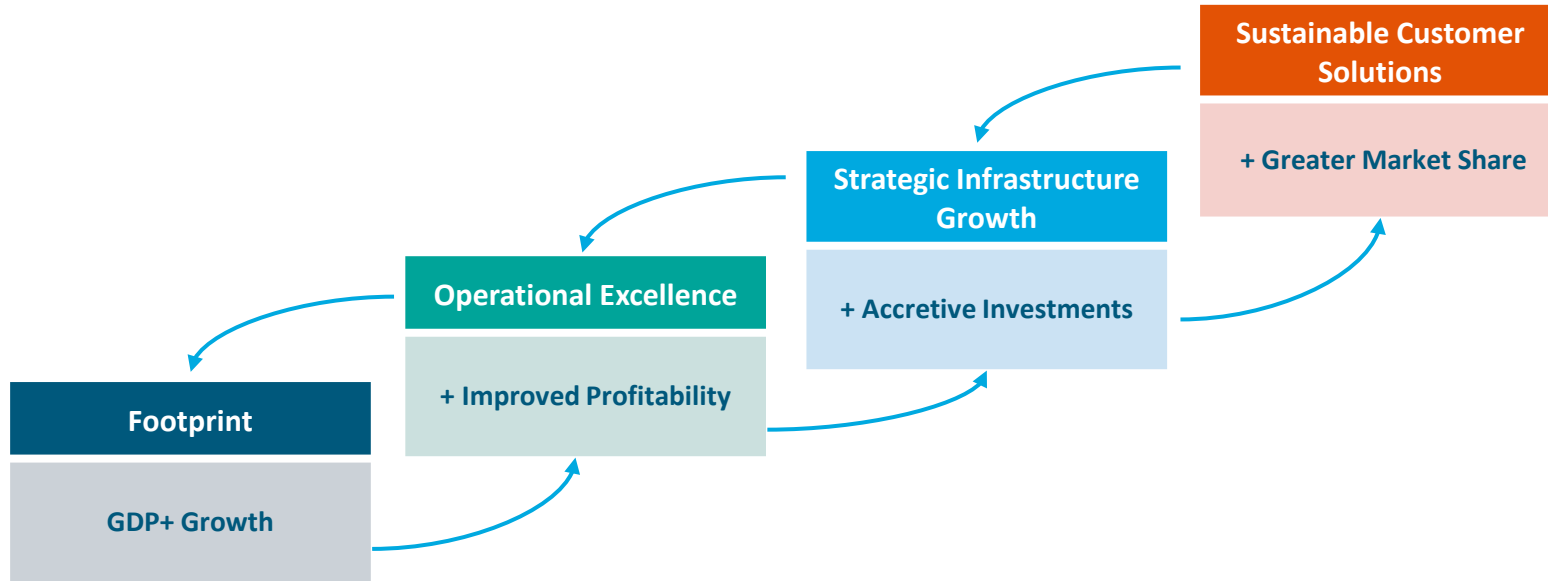 Sustainable Customer
Solutions
+ Greater Market Share
Strategic Infrastructure
Growth
+ Accretive Investments
Operational Excellence
+ Improved Profitability
Footprint
GDP+ Growth